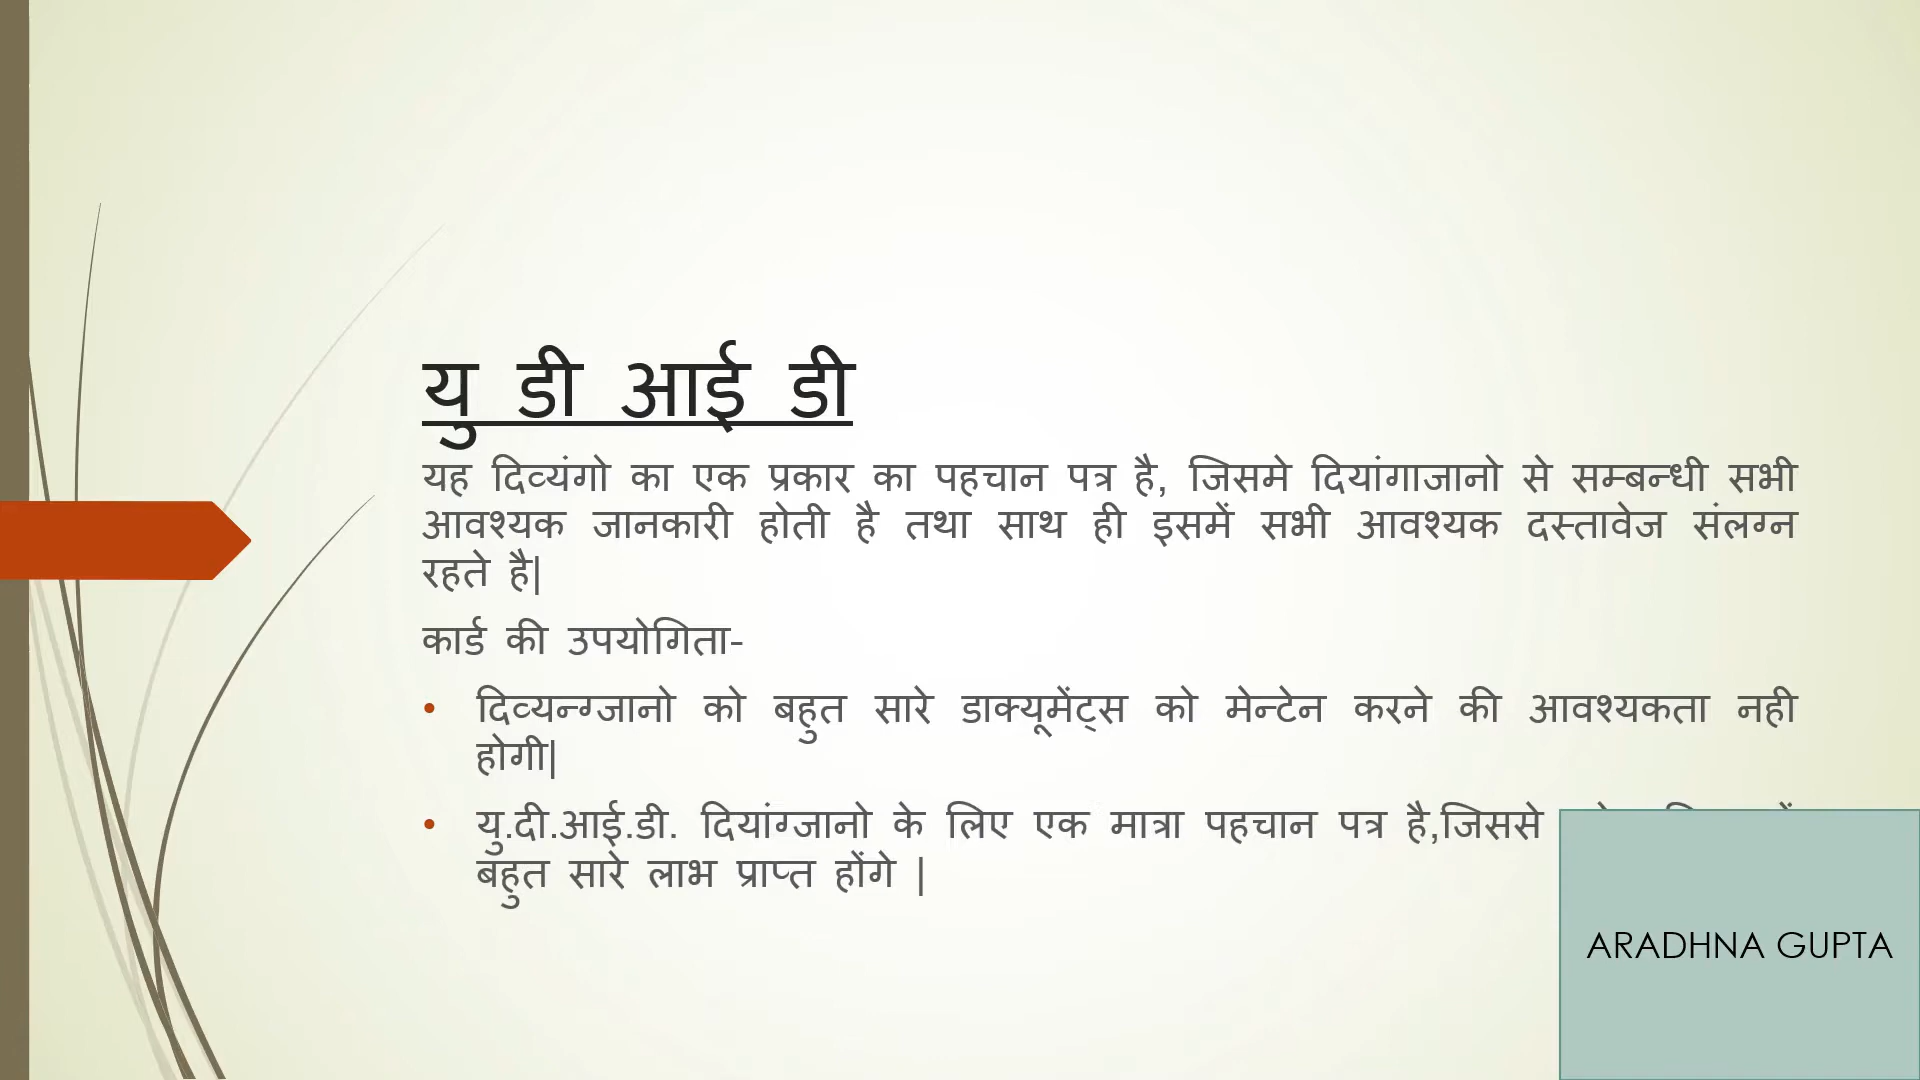 यु डी आई डी
यह दिव्यंगो का एक प्रकार का पहचान पत्र है, जिसमे दियांगाजानो से सम्बन्धी सभी
आवश्यक जानकारी होती है तथा साथ ही इसमें सभी आवश्यक दस्तावेज संलग्न
रहते है|
कार्ड की उपयोगिता-
• दिव्यन्ग्जानो को बहुत सारे डाक्यूमेंट्स को मेन्टेन करने की आवश्यकता नही
होगी|
• यु.दी.आई.डी. दियांग्जानो के लिए एक मात्रा पहचान पत्र है,जिससे
बहुत सारे लाभ प्राप्त होंगे |
ARADHNA GUPTA